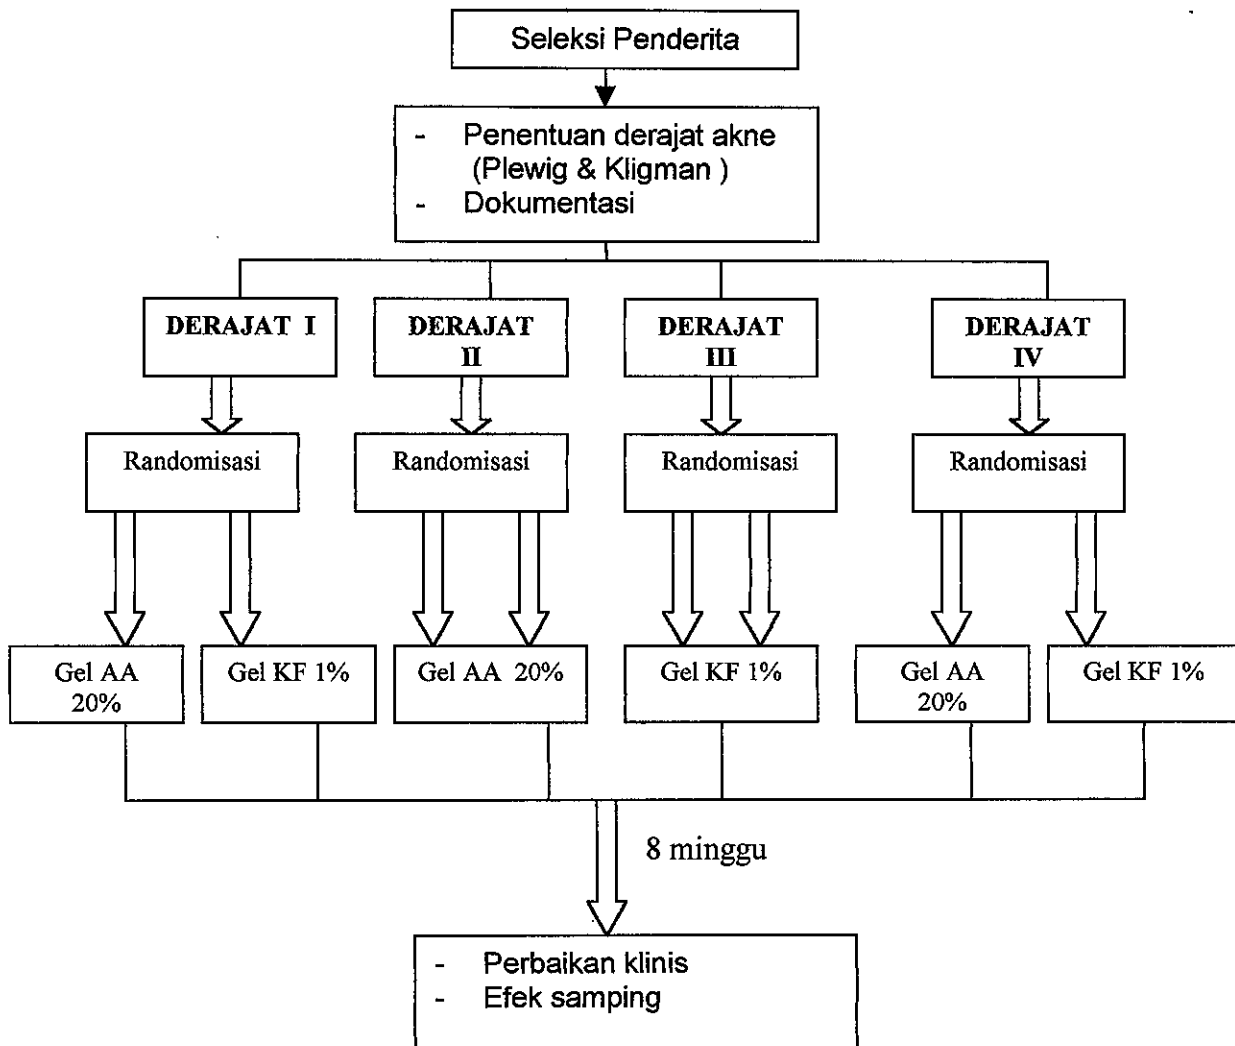 Seleksi Penderita
- Penentuan derajat akne
(Plewig & Kligman )
- Dokumentasi
DERAJAT I
DERAJAT
II
DERAJAT
III
DERAJAT
IV
Randomisasi
Randomisasi
Randomisasi
Randomisasi
Gel AA
20%
Gel KF 1%
Gel AA 20%
Gel KF 1%
Gel AA
20%
Gel KF 1%
8 minggu
- Perbaikan klinis
- Efek samping